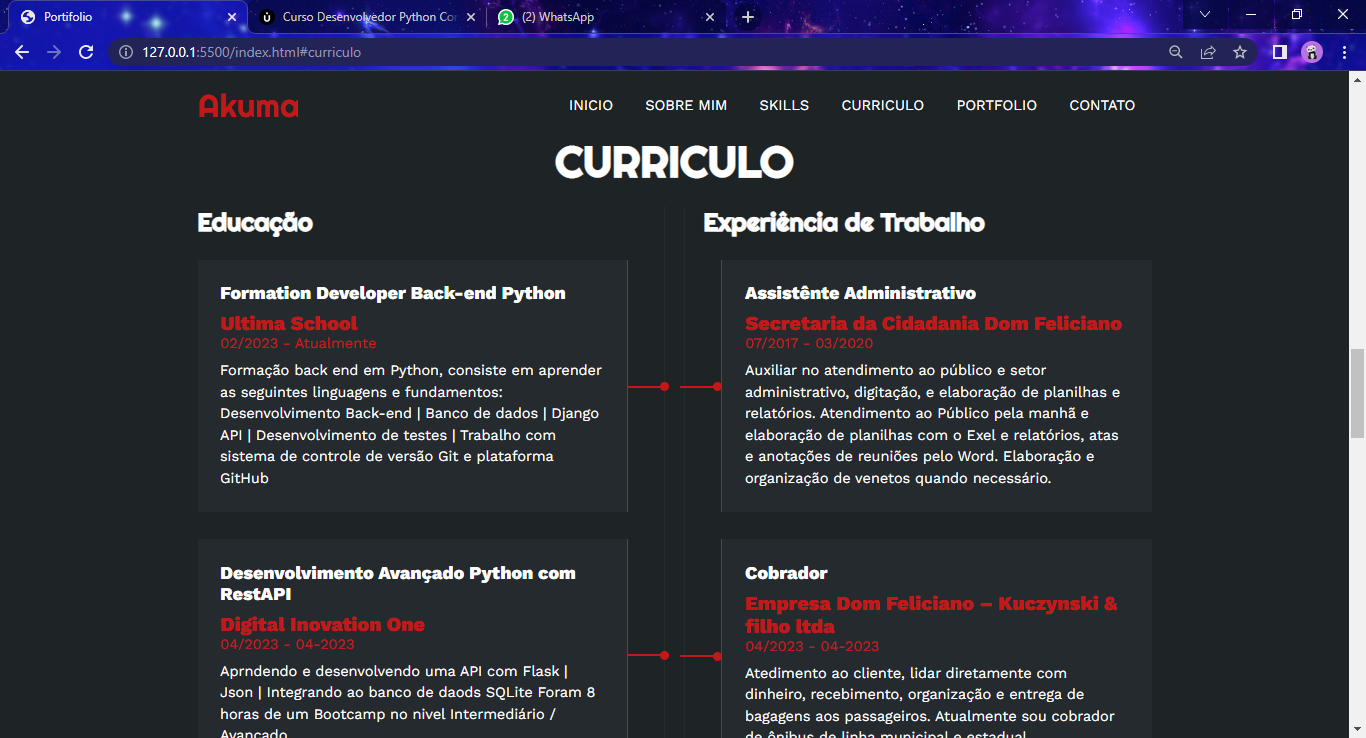 Portifolio
Curso Desenvolvedor Python Cor
2
(2) WhatsApp
127.0.0.1:5500/index.html#curriculo
Akuma
INICIO
SOBRE MIM
SKILLS
CURRICULO
PORTFOLIO
CONTATO
CURRICULO
Educação
Formation Developer Back-end Python
Ultima School
02/2023 - Atualmente
Formação back end em Python, consiste em aprender
as seguintes linguagens e fundamentos:
Desenvolvimento Back-end | Banco de dados | Django
API | Desenvolvimento de testes | Trabalho com
sistema de controle de versão Git e plataforma
GitHub
Desenvolvimento Avançado Python com
RestAPI
Digital Inovation One
04/2023 - 04-2023
Aprndendo e desenvolvendo uma API com Flask |
Json | Integrando ao banco de daods SQLite Foram 8
horas de um Bootcamp no nivel Intermediário /
Avançado
Experiência de Trabalho
Assistênte Administrativo
Secretaria da Cidadania Dom Feliciano
07/2017 - 03/2020
Auxiliar no atendimento ao público e setor
administrativo, digitação, e elaboração de planilhas e
relatórios. Atendimento ao Público pela manhã e
elaboração de planilhas com o Exel e relatórios, atas
e anotações de reuniões pelo Word. Elaboração e
organização de venetos quando necessário.
Cobrador
Empresa Dom Feliciano – Kuczynski &
filho ltda
04/2023 - 04-2023
Atedimento ao cliente, lidar diretamente com
dinheiro, recebimento, organização e entrega de
bagagens aos passageiros. Atualmente sou cobrador
de ônibus de linha municipal e estadual